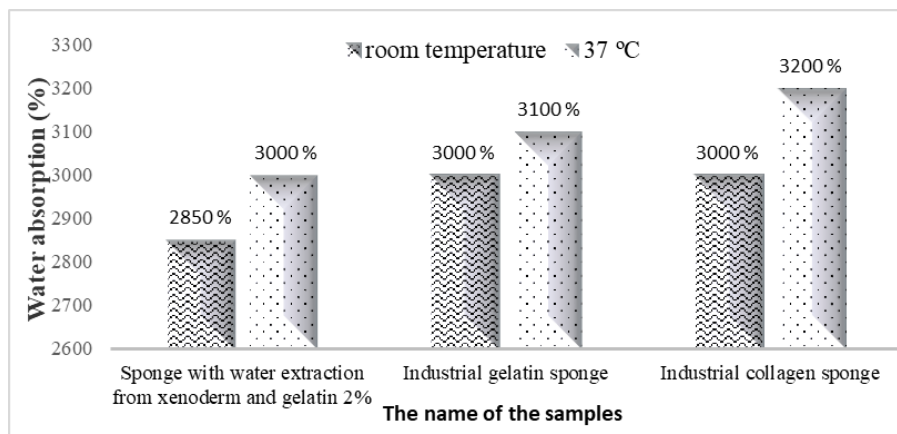 Water absorption (%)
3300
3200
3100
3000
2900
2800
2700
2600
room temperature
37 ºC
2850 %
3000 %
3000 %
3100 %
3000 %
3200 %
Sponge with water extraction
from xenoderm and gelatin 2%
Industrial gelatin sponge
Industrial collagen sponge
The name of the samples